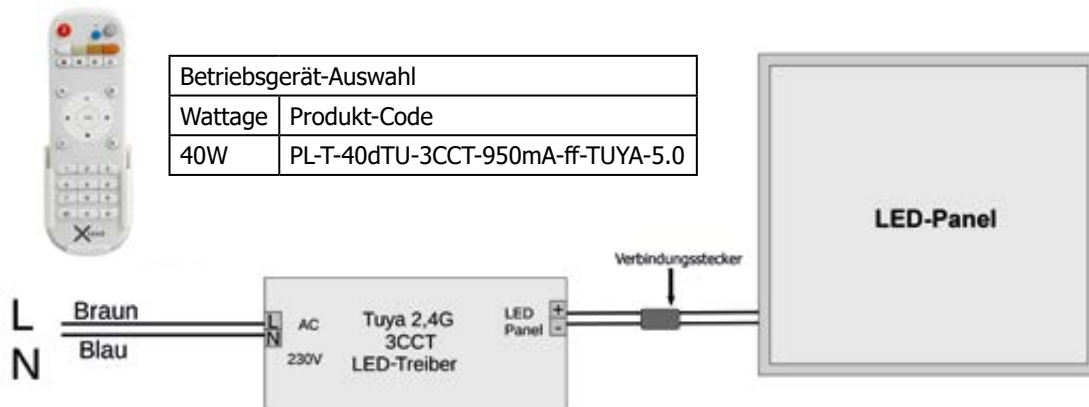 Betriebsgerät-Auswahl
Wattage Produkt-Code
40W PL-T-40dTU-3CCT-950mA-ff-TUYA-5.0
LED-Panel
Verbindungsstecker
L Braun
N Blau
L AC
N 230V
Tuya 2,4G
3CCT
LED-Treiber
LED +
Panel -